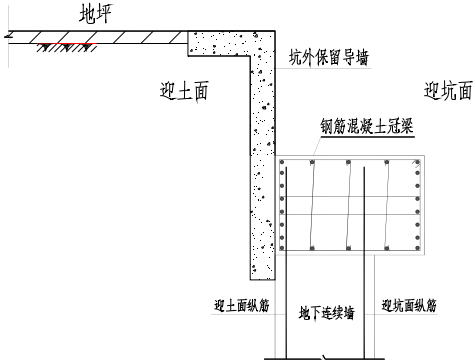 地坪
坑外保留导墙
迎土面
迎坑面
钢筋混凝土冠梁
迎土面纵筋
地下连续墙
迎坑面纵筋